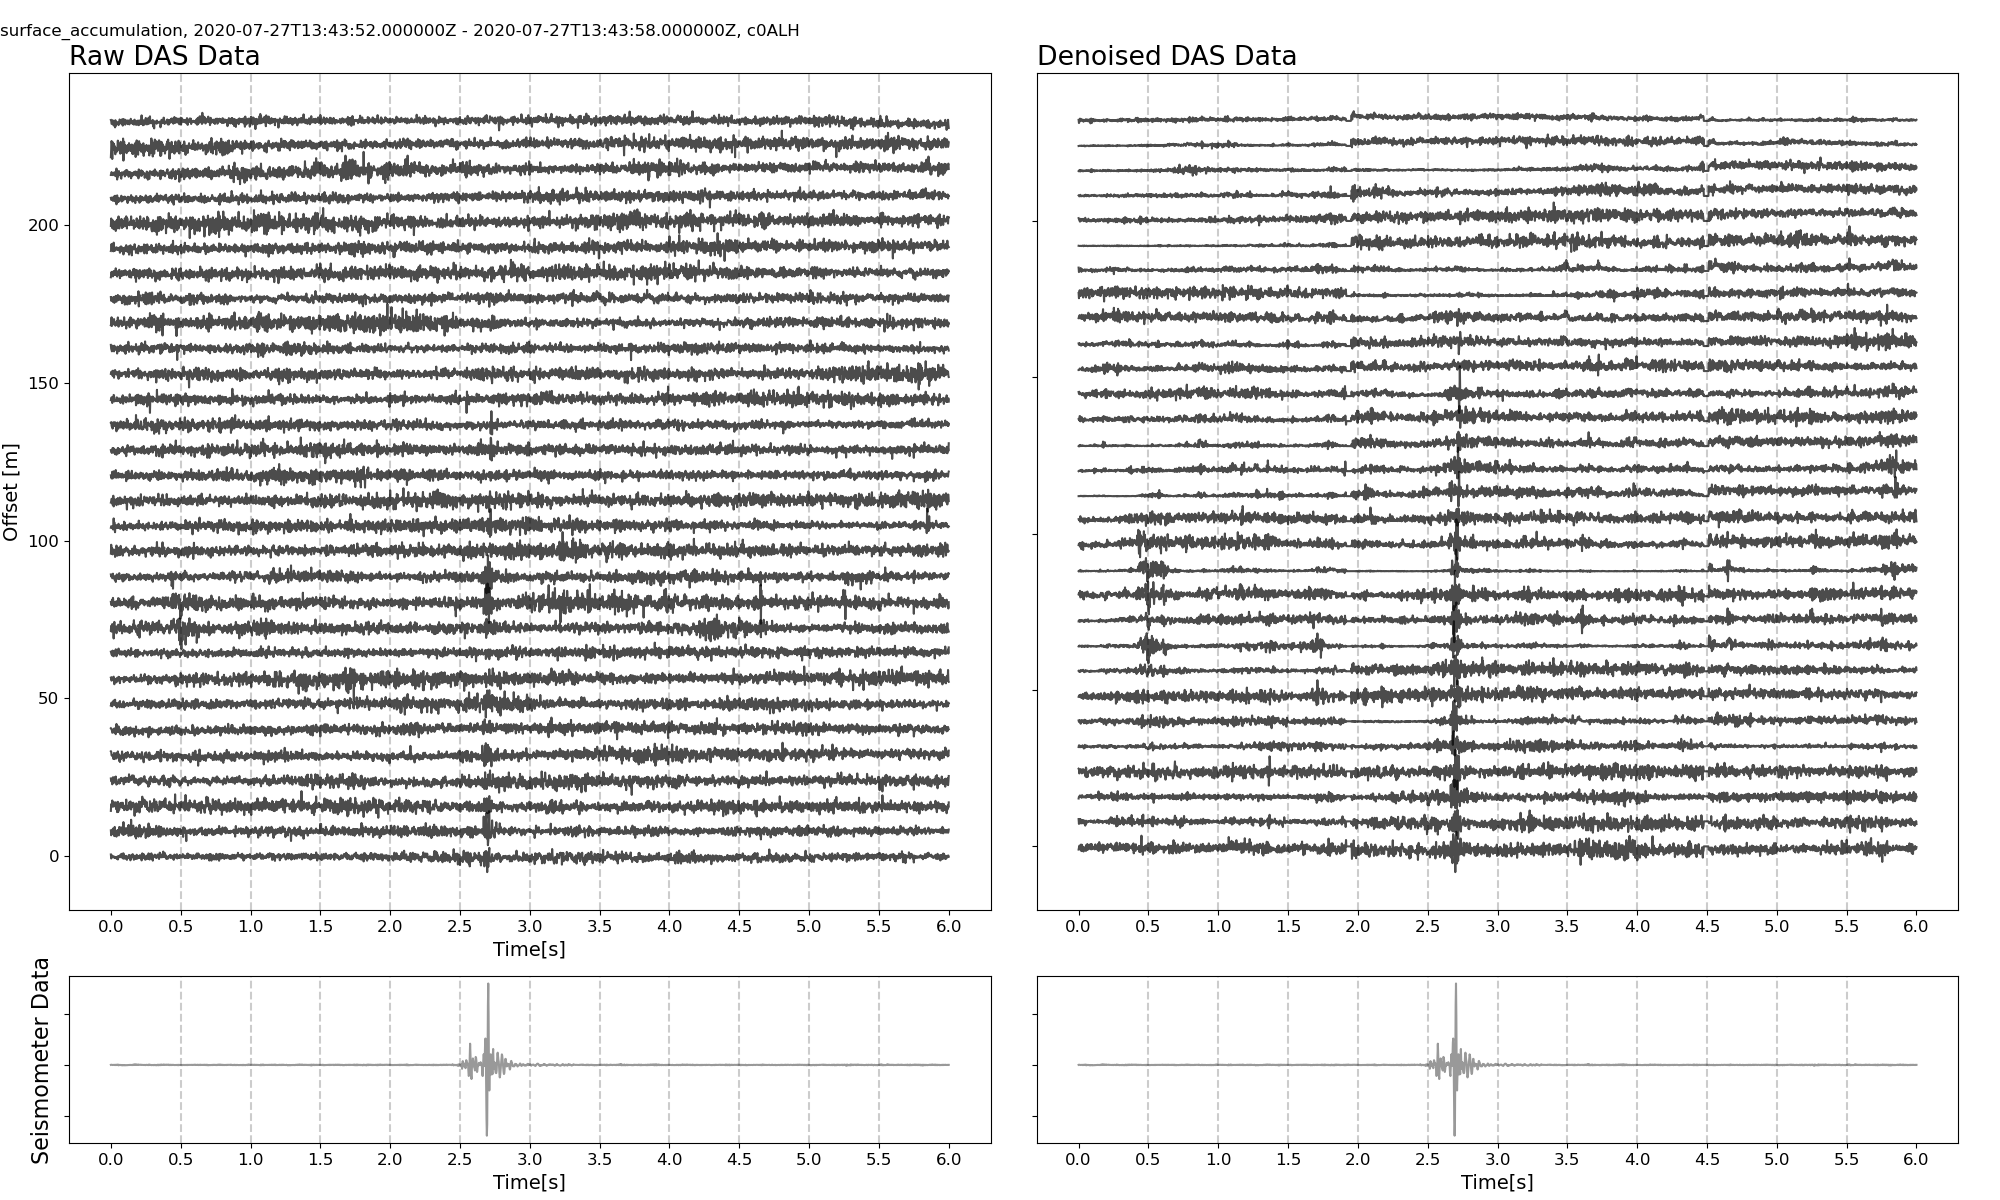 surface_accumulation, 2020-07-27T13:43:52.000000Z - 2020-07-27T13:43:58.000000Z, c0ALH
Raw DAS Data
Denoised DAS Data
Offset [m]
200
150
100
50
0
0.0 0.5 1.0 1.5 2.0 2.5 3.0 3.5 4.0 4.5 5.0 5.5 6.0
Time[s]
0.0 0.5 1.0 1.5 2.0 2.5 3.0 3.5 4.0 4.5 5.0 5.5 6.0
Seismometer Data
0.0 0.5 1.0 1.5 2.0 2.5 3.0 3.5 4.0 4.5 5.0 5.5 6.0
Time[s]
0.0 0.5 1.0 1.5 2.0 2.5 3.0 3.5 4.0 4.5 5.0 5.5 6.0
Time[s]